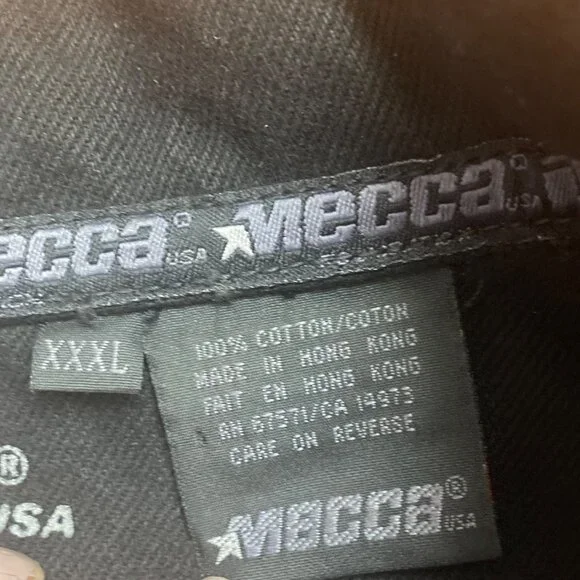 ecca USA Mecca USA
XXXL
100% COTTON/COTON
MADE IN HONG KONG
FAIT EN HONG KONG
RN 67571/CA 14973
CARE ON REVERSE
Mecca® USA
®
USA